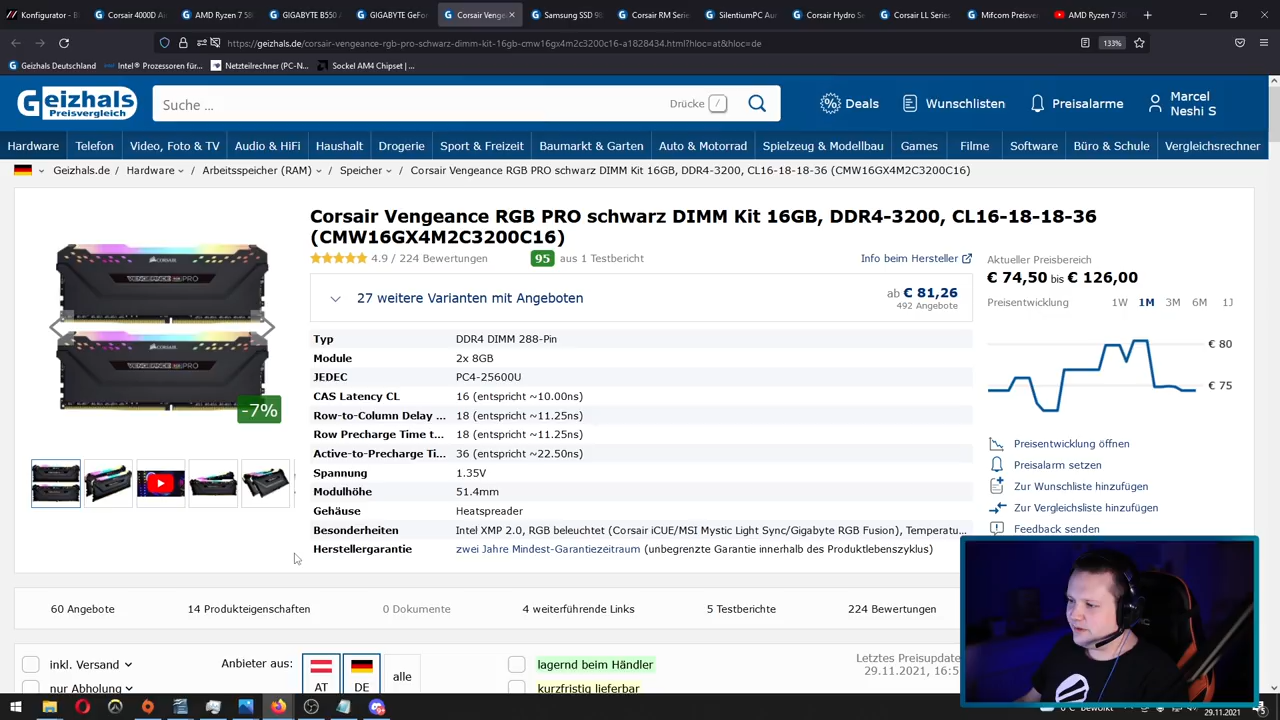 Konfigurator - B
Corsair 4000D Ai
AMD Ryzen 7 58
GIGABYTE B550 A
GIGABYTE GeFor
Corsair Veng
Samsung SSD 98
Corsair RM Serie
SilentiumPC Aur
Corsair Hydro Se
Corsair LL Series
Mifcom Preisver
AMD Ryzen 7 58
https://geizhals.de/corsair-vengeance-rgb-pro-schwarz-dimm-kit-16gb-cmw16gx4m2c3200c16-a1828434.html?hloc=at&hloc=de
133%
Geizhals Deutschland
Intel® Prozessoren für...
Netzteilrechner (PC-N...
Sockel AM4 Chipset | ...
Geizhals
Preisvergleich
Suche ...
Drücke /
Deals
Wunschlisten
Preisalarme
Marcel
Neshi S
Hardware
Telefon
Video, Foto & TV
Audio & HiFi
Haushalt
Drogerie
Sport & Freizeit
Baumarkt & Garten
Auto & Motorrad
Spielzeug & Modellbau
Games
Filme
Software
Büro & Schule
Vergleichsrechner
Geizhals.de / Hardware / Arbeitsspeicher (RAM) / Speicher / Corsair Vengeance RGB PRO schwarz DIMM Kit 16GB, DDR4-3200, CL16-18-18-36 (CMW16GX4M2C3200C16)
Corsair Vengeance RGB PRO schwarz DIMM Kit 16GB, DDR4-3200, CL16-18-18-36
(CMW16GX4M2C3200C16)
4.9 / 224 Bewertungen
95 aus 1 Testbericht
Info beim Hersteller
27 weitere Varianten mit Angeboten
ab € 81,26
492 Angebote
Typ DDR4 DIMM 288-Pin
Module 2x 8GB
JEDEC PC4-25600U
CAS Latency CL 16 (entspricht ~10.00ns)
Row-to-Column Delay ... 18 (entspricht ~11.25ns)
Row Precharge Time t... 18 (entspricht ~11.25ns)
Active-to-Precharge Ti... 36 (entspricht ~22.50ns)
Spannung 1.35V
Modulhöhe 51.4mm
Gehäuse Heatspreader
Besonderheiten Intel XMP 2.0, RGB beleuchtet (Corsair iCUE/MSI Mystic Light Sync/Gigabyte RGB Fusion), Temperatu...
Herstellergarantie zwei Jahre Mindest-Garantiezeitraum (unbegrenzte Garantie innerhalb des Produktlebenszyklus)
CORSAIR
VENGEANCE PRO
CORSAIR
VENGEANCE PRO
-7%
Aktueller Preisbereich
€ 74,50 bis € 126,00
Preisentwicklung
1W
1M
3M
6M
1J
€ 80
€ 75
Preisentwicklung öffnen
Preisalarm setzen
Zur Wunschliste hinzufügen
Zur Vergleichsliste hinzufügen
Feedback senden
60 Angebote
14 Produkteigenschaften
0 Dokumente
4 weiterführende Links
5 Testberichte
224 Bewertungen
inkl. Versand
nur Abholung
Anbieter aus:
AT
DE
alle
lagernd beim Händler
kurzfristig lieferbar
Letztes Preisupdate
29.11.2021, 16:5
29.11.2021